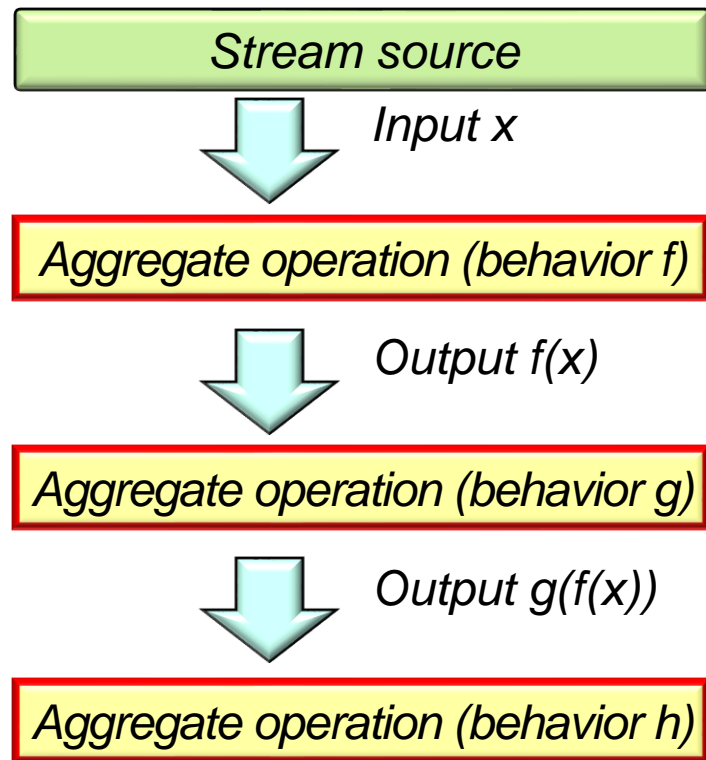 Stream source
Input x
Aggregate operation (behavior f)
Output f(x)
Aggregate operation (behavior g)
Output g(f(x))
Aggregate operation (behavior h)